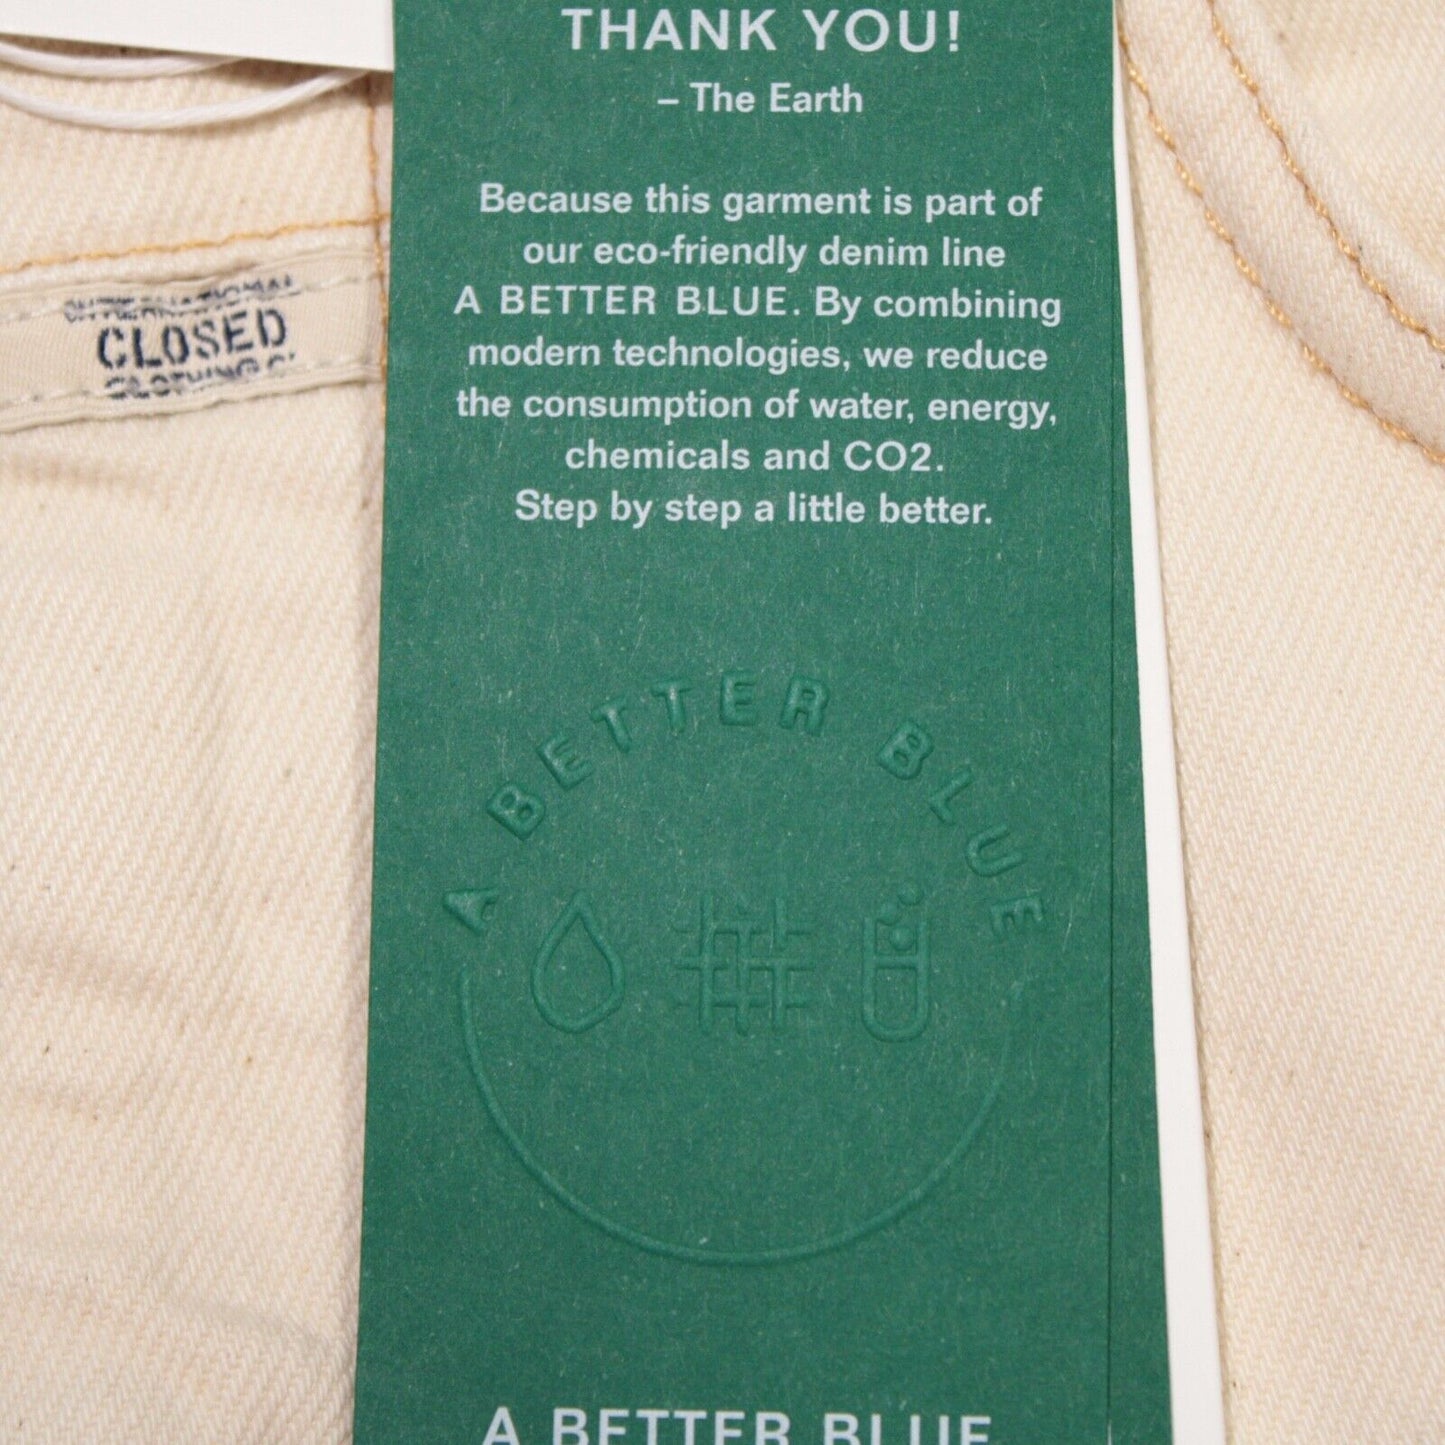 THANK YOU!
– The Earth
Because this garment is part of
our eco-friendly denim line
A BETTER BLUE. By combining
modern technologies, we reduce
the consumption of water, energy,
chemicals and CO2.
Step by step a little better.
INTERNATIONAL
CLOSED
CLOTHING C
A BETTER BLUE
A BETTER BLUE